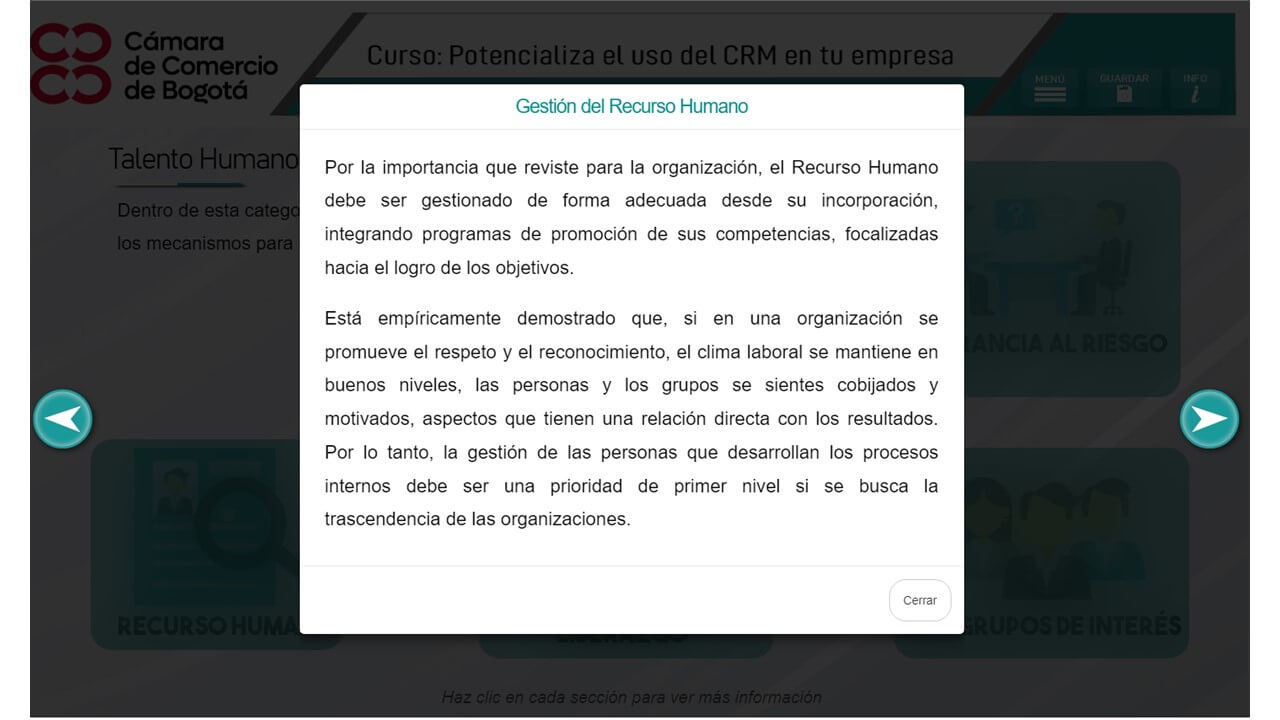 Cámara
de Comercio
de Bogotá
Curso: Potencializa el uso del CRM en tu empresa
MENÚ
GUARDAR
INFO
Gestión del Recurso Humano
Talento Humano
Dentro de esta catego
los mecanismos para
Por la importancia que reviste para la organización, el Recurso Humano
debe ser gestionado de forma adecuada desde su incorporación,
integrando programas de promoción de sus competencias, focalizadas
hacia el logro de los objetivos.
Está empíricamente demostrado que, si en una organización se
promueve el respeto y el reconocimiento, el clima laboral se mantiene en
buenos niveles, las personas y los grupos se sientes cobijados y
motivados, aspectos que tienen una relación directa con los resultados.
Por lo tanto, la gestión de las personas que desarrollan los procesos
internos debe ser una prioridad de primer nivel si se busca la
trascendencia de las organizaciones.
Cerrar
RANCIA AL RIESGO
RECURSO HUMA
GRUPOS DE INTERÉS
Haz clic en cada sección para ver más información